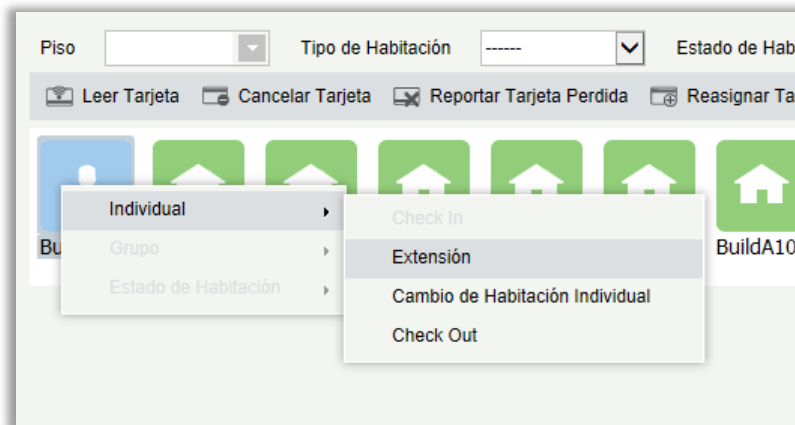 Piso Tipo de Habitación ------ Estado de Hab
Leer Tarjeta Cancelar Tarjeta Reportar Tarjeta Perdida Reasignar Ta
Individual
Grupo
Estado de Habitación
Check In
Extensión
Cambio de Habitación Individual
Check Out
Bu
BuildA10